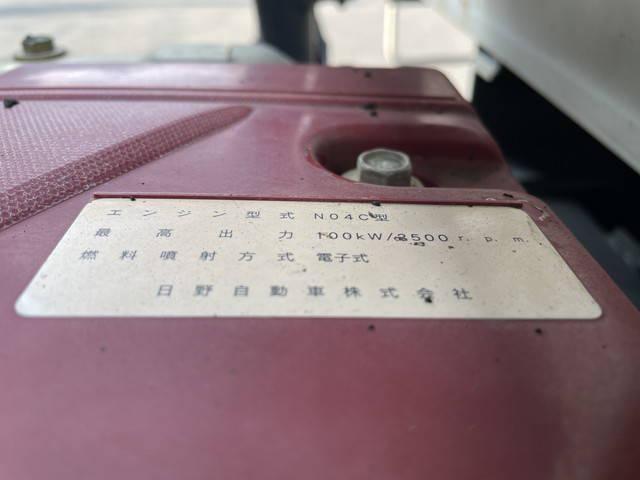 エンジン型式 N04C型
最高出力 100kW/2500 r.p.m.
燃料噴射方式 電子式
日野自動車株式会社